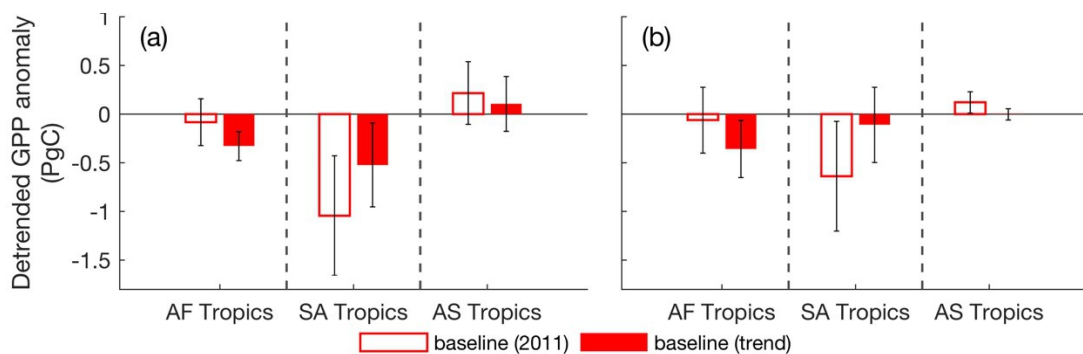 Detrended GPP anomaly
(PgC)
1
0.5
0
-0.5
-1
-1.5
(a)
(b)
AF Tropics SA Tropics AS Tropics
AF Tropics SA Tropics AS Tropics
baseline (2011) baseline (trend)